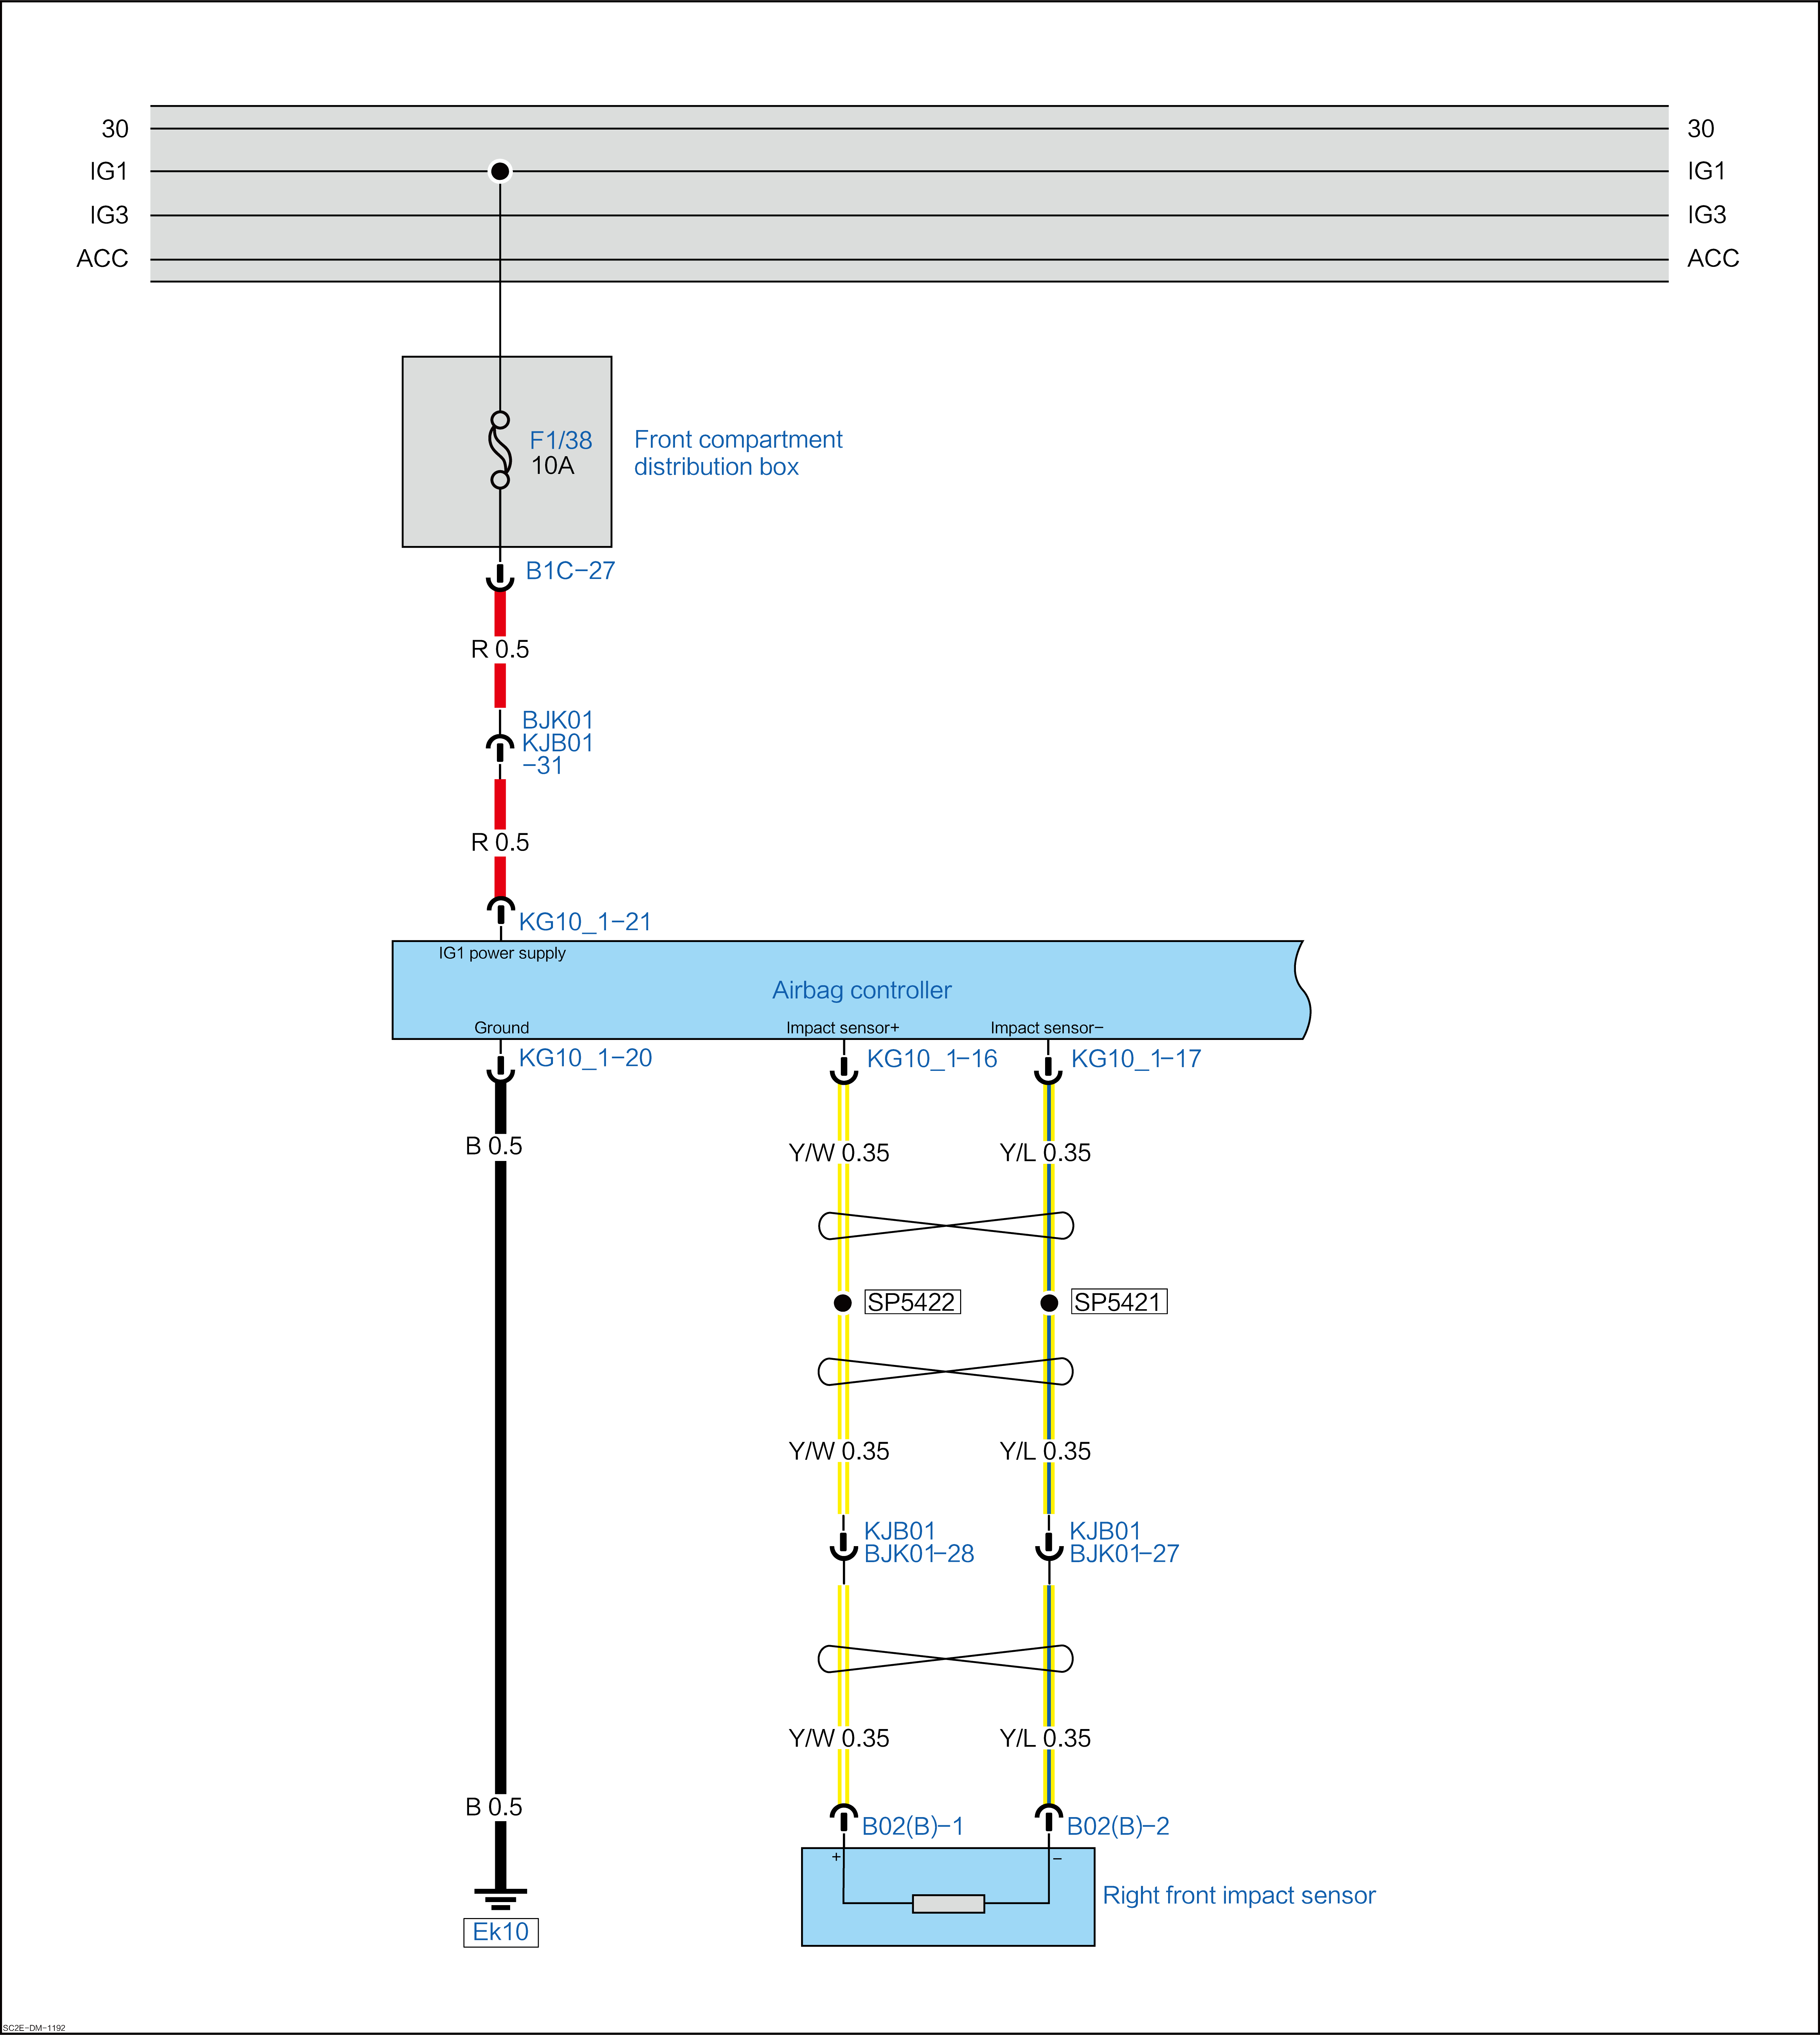 30 30
IG1 IG1
IG3 IG3
ACC ACC
F1/38
10A
Front compartment
distribution box
B1C-27
R 0.5
BJK01
KJB01
-31
R 0.5
KG10_1-21
IG1 power supply
Airbag controller
Ground Impact sensor+ Impact sensor-
KG10_1-20 KG10_1-16 KG10_1-17
B 0.5 Y/W 0.35 Y/L 0.35
SP5422 SP5421
Y/W 0.35 Y/L 0.35
KJB01 KJB01
BJK01-28 BJK01-27
Y/W 0.35 Y/L 0.35
B 0.5
B02(B)-1 B02(B)-2
+ -
Right front impact sensor
Ek10
SC2E-DM-1192